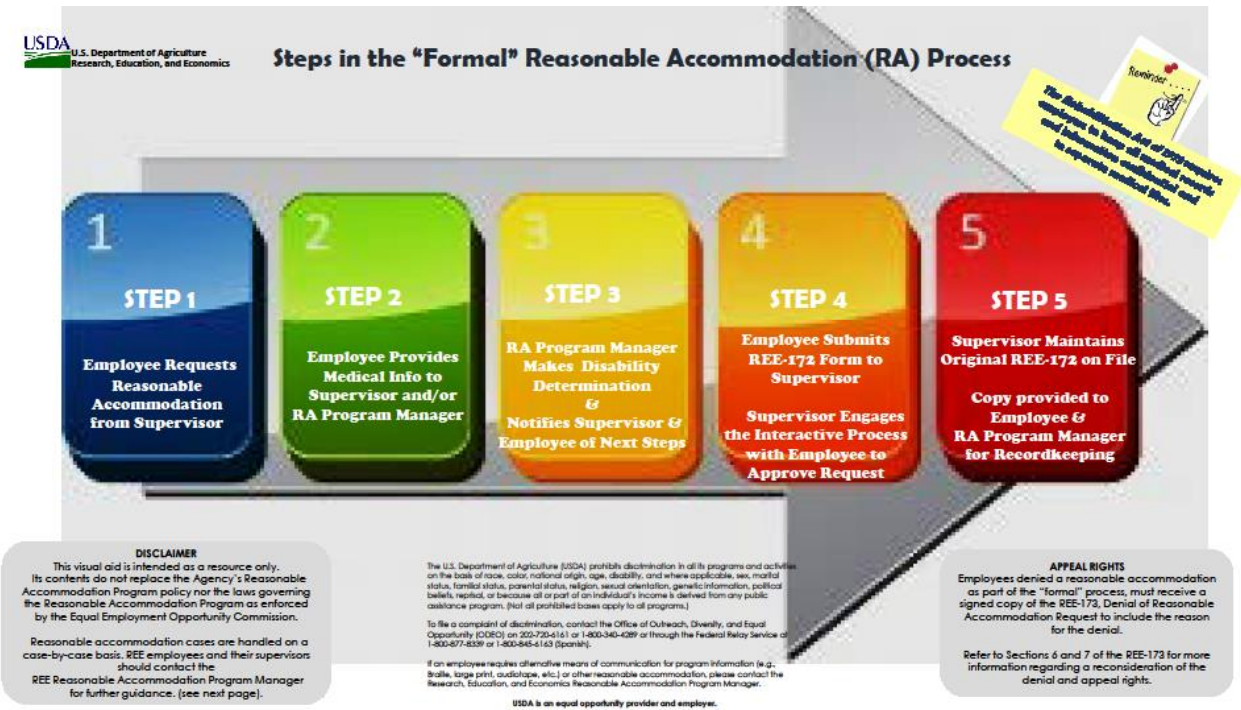 USDA
U.S. Department of Agriculture
Research, Education, and Economics
Steps in the “Formal” Reasonable Accommodation (RA) Process
Reminder . . . .
The Rehabilitation Act of 1973 requires
employers to keep all medical records
and information confidential and
in separate medical files.
1
STEP 1
Employee Requests
Reasonable
Accommodation
from Supervisor
2
STEP 2
Employee Provides
Medical Info to
Supervisor and/or
RA Program Manager
3
STEP 3
RA Program Manager
Makes Disability
Determination
&
Notifies Supervisor &
Employee of Next Steps
4
STEP 4
Employee Submits
REE-172 Form to
Supervisor
Supervisor Engages
the Interactive Process
with Employee to
Approve Request
5
STEP 5
Supervisor Maintains
Original REE-172 on File
Copy provided to
Employee &
RA Program Manager
for Recordkeeping
DISCLAIMER
This visual aid is intended as a resource only.
Its contents do not replace the Agency’s Reasonable
Accommodation Program policy nor the laws governing
the Reasonable Accommodation Program as enforced
by the Equal Employment Opportunity Commission.
Reasonable accommodation cases are handled on a
case-by-case basis. REE employees and their supervisors
should contact the
REE Reasonable Accommodation Program Manager
for further guidance. (see next page).
The U.S. Department of Agriculture (USDA) prohibits discrimination in all its programs and activities
on the basis of race, color, national origin, age, disability, and where applicable, sex, marital
status, familial status, parental status, religion, sexual orientation, genetic information, political
beliefs, reprisal, or because all or part of an individual’s income is derived from any public
assistance program. (Not all prohibited bases apply to all programs.)
To file a complaint of discrimination, contact the Office of Outreach, Diversity, and Equal
Opportunity (ODEO) on 202-720-6161 or 1-800-340-4289 or through the Federal Relay Service at
1-800-877-8339 or 1-800-845-6163 (Spanish).
If an employee requires alternative means of communication for program information (e.g.,
Braille, large print, audiotape, etc.) or other reasonable accommodation, please contact the
Research, Education, and Economics Reasonable Accommodation Program Manager.
USDA is an equal opportunity provider and employer.
APPEAL RIGHTS
Employees denied a reasonable accommodation
as part of the “formal” process, must receive a
signed copy of the REE-173, Denial of Reasonable
Accommodation Request to include the reason
for the denial.
Refer to Sections 6 and 7 of the REE-173 for more
information regarding a reconsideration of the
denial and appeal rights.